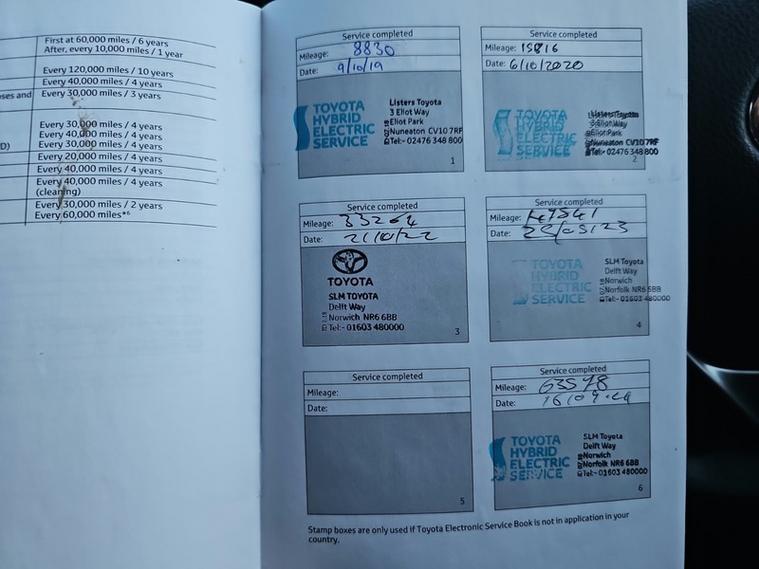 First at 60,000 miles / 6 years
After, every 10,000 miles / 1 year
Every 120,000 miles / 10 years
Every 40,000 miles / 4 years
Every 30,000 miles / 3 years
Every 30,000 miles / 4 years
Every 40,000 miles / 4 years
Every 30,000 miles / 4 years
Every 20,000 miles / 4 years
Every 40,000 miles / 4 years
Every 40,000 miles / 4 years
(cleaning)
Every 30,000 miles / 2 years
Every 60,000 miles*⁶
Service completed
Mileage: 8830
Date: 9/10/19
TOYOTA
HYBRID
ELECTRIC
SERVICE
Listers Toyota
3 Eliot Way
Eliot Park
Nuneaton CV10 7RF
Tel:- 02476 348 800
1
Service completed
Mileage:
Date: 6/10/2020
TOYOTA
HYBRID
ELECTRIC
SERVICE
Listers Toyota
3 Eliot Way
Eliot Park
Nuneaton CV10 7RF
Tel:- 02476 348 800
2
Service completed
Mileage: 33264
Date: 21/10/22
TOYOTA
SLM TOYOTA
Delft Way
Norwich NR6 6BB
Tel:- 01603 480000
3
Service completed
Mileage:
Date:
TOYOTA
HYBRID
ELECTRIC
SERVICE
SLM Toyota
Delft Way
Norwich
Norfolk NR6 6BB
Tel:- 01603 480000
4
Service completed
Mileage:
Date:
5
Service completed
Mileage:
Date:
TOYOTA
HYBRID
ELECTRIC
SERVICE
SLM Toyota
Delft Way
Norwich
Norfolk NR6 6BB
Tel:- 01603 480000
6
Stamp boxes are only used if Toyota Electronic Service Book is not in application in your
country.